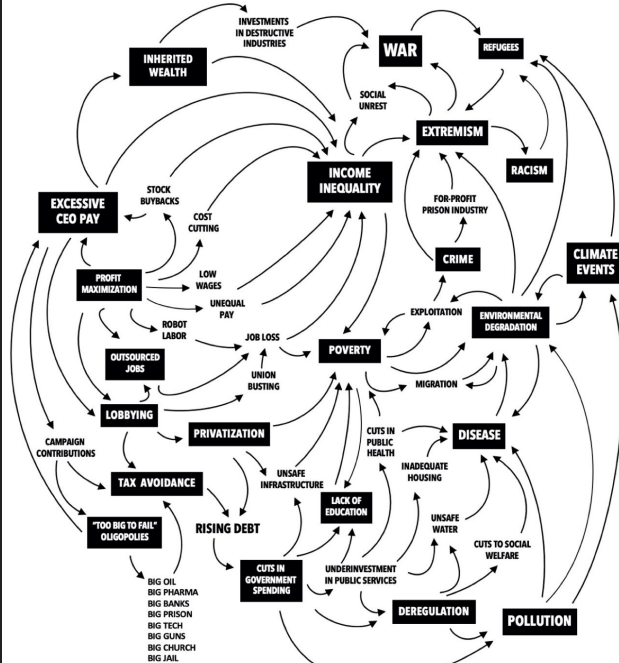 INVESTMENTS
IN DESTRUCTIVE
INDUSTRIES
WAR
REFUGEES
INHERITED
WEALTH
SOCIAL
UNREST
EXTREMISM
RACISM
INCOME
INEQUALITY
STOCK
BUYBACKS
EXCESSIVE
CEO PAY
COST
CUTTING
FOR-PROFIT
PRISON INDUSTRY
CRIME
CLIMATE
EVENTS
PROFIT
MAXIMIZATION
LOW
WAGES
UNEQUAL
PAY
EXPLOITATION
ENVIRONMENTAL
DEGRADATION
ROBOT
LABOR
JOB LOSS
POVERTY
OUTSOURCED
JOBS
UNION
BUSTING
MIGRATION
LOBBYING
PRIVATIZATION
CUTS IN
PUBLIC
HEALTH
DISEASE
CAMPAIGN
CONTRIBUTIONS
TAX AVOIDANCE
UNSAFE
INFRASTRUCTURE
INADEQUATE
HOUSING
LACK OF
EDUCATION
"TOO BIG TO FAIL"
OLIGOPOLIES
RISING DEBT
UNSAFE
WATER
CUTS TO SOCIAL
WELFARE
CUTS IN
GOVERNMENT
SPENDING
UNDERINVESTMENT
IN PUBLIC SERVICES
BIG OIL
BIG PHARMA
BIG BANKS
BIG PRISON
BIG TECH
BIG GUNS
BIG CHURCH
BIG JAIL
DEREGULATION
POLLUTION